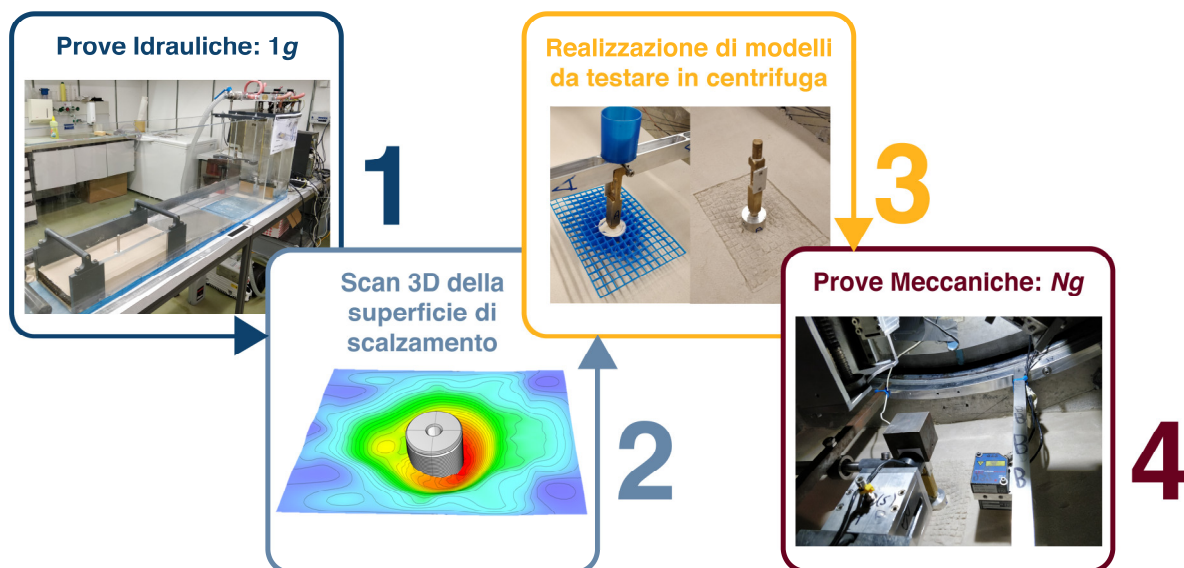 Prove Idrauliche: 1g
1
Scan 3D della
superficie di
scalzamento
2
Realizzazione di modelli
da testare in centrifuga
A
3
Prove Meccaniche: Ng
B
B
B
4